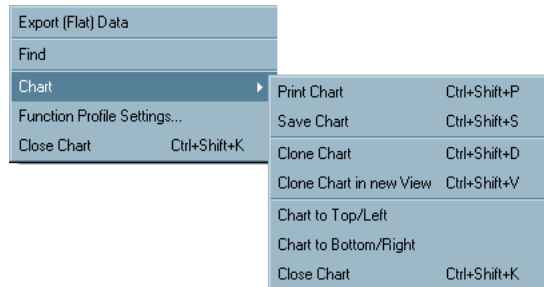 Export (Flat) Data
Find
Chart
Function Profile Settings...
Close Chart Ctrl+Shift+K
Print Chart Ctrl+Shift+P
Save Chart Ctrl+Shift+S
Clone Chart Ctrl+Shift+D
Clone Chart in new View Ctrl+Shift+V
Chart to Top/Left
Chart to Bottom/Right
Close Chart Ctrl+Shift+K